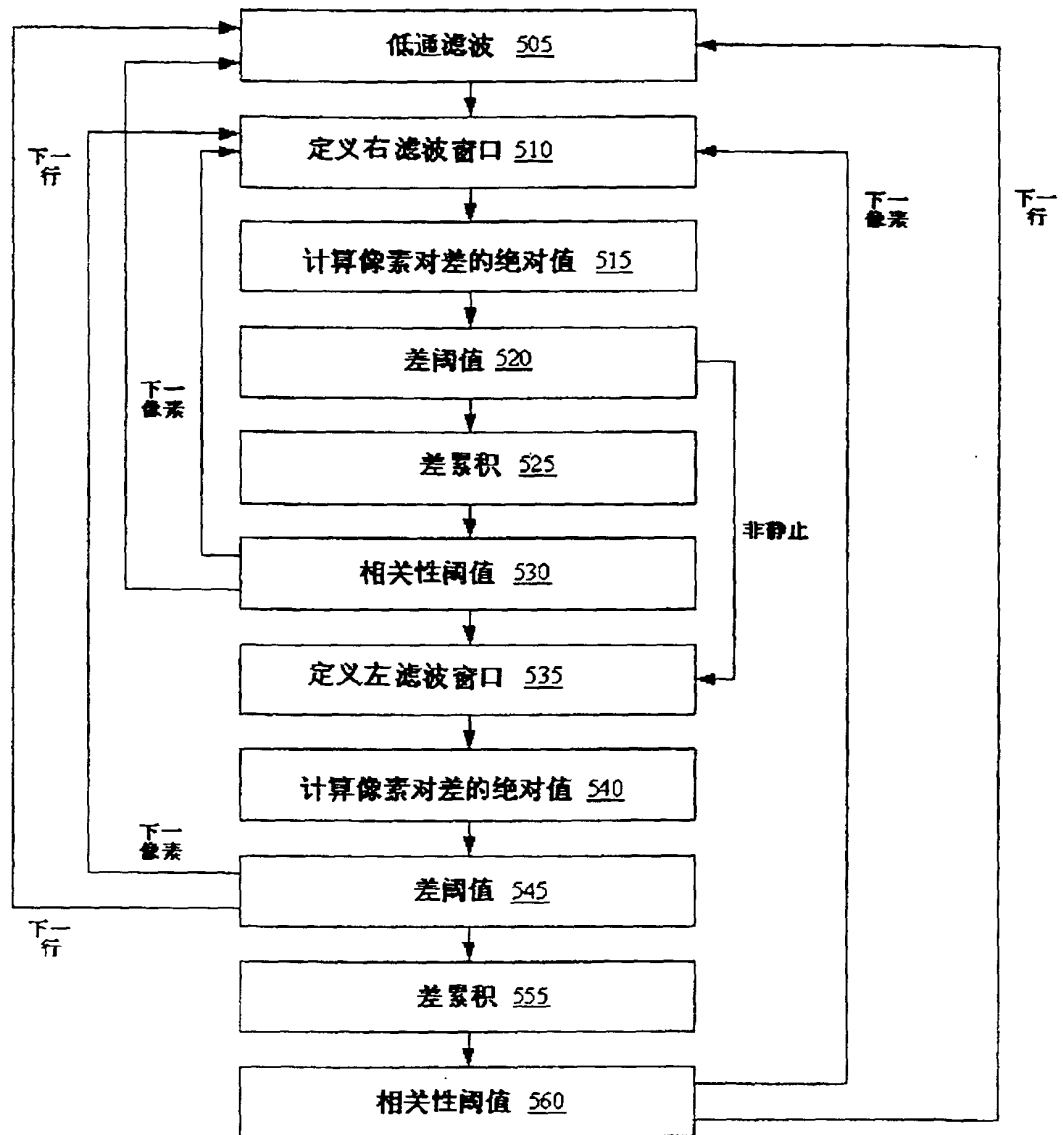 低通滤波 505
定义右滤波窗口 510
下一
行
下一
像素
下一
行
计算像素对差的绝对值 515
差阈值 520
下一
像素
差累积 525
非静止
相关性阈值 530
定义左滤波窗口 535
计算像素对差的绝对值 540
下一
像素
差阈值 545
下一
行
差累积 555
相关性阈值 560